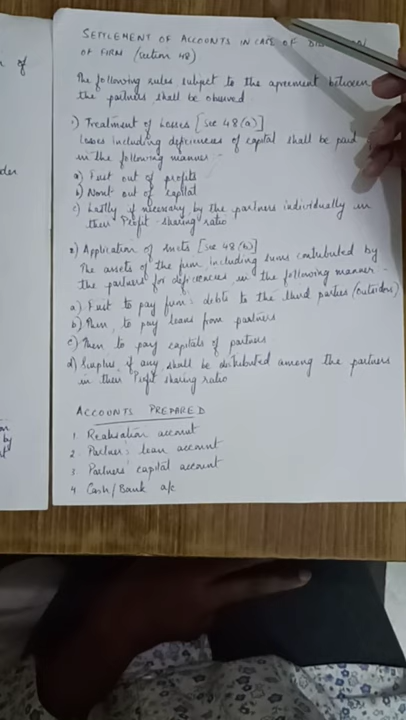 of
der
on
by
SETTLEMENT OF ACCOUNTS IN CASE OF
OF FIRM (section 48)
The following rules, subject to the agreement between
the partners shall be observed
1) Treatment of Losses [sec 48(a)]
Losses including deficiencies of capital shall be paid
in the following manner -
a) First out of profits
b) Next out of capital
c) Lastly if necessary by the partners individually in
their Profit sharing ratio
2) Application of Assets [sec 48(b)]
The assets of the firm, including sums contributed by
the partners for deficiencies, in the following manner -
a) First to pay firm's debts to the third parties (outsiders)
b) Then, to pay loans from partners
c) Then to pay capitals of partners
d) Surplus, if any shall be distributed among the partners
in their Profit sharing ratio
ACCOUNTS PREPARED
1. Realisation account
2. Partner's loan account
3 Partners' capital account
4 Cash/Bank a/c